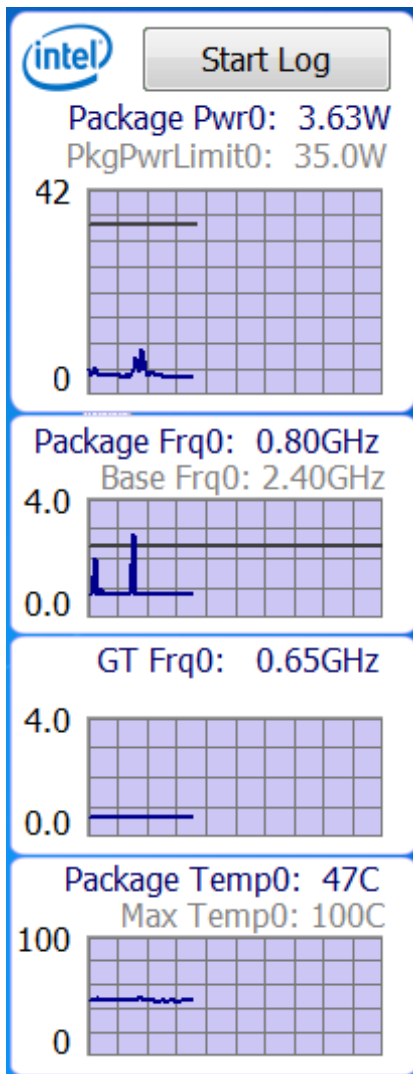 intel
Start Log
Package Pwr0: 3.63W
PkgPwrLimit0: 35.0W
42
0
Package Frq0: 0.80GHz
Base Frq0: 2.40GHz
4.0
0.0
GT Frq0: 0.65GHz
4.0
0.0
Package Temp0: 47C
Max Temp0: 100C
100
0